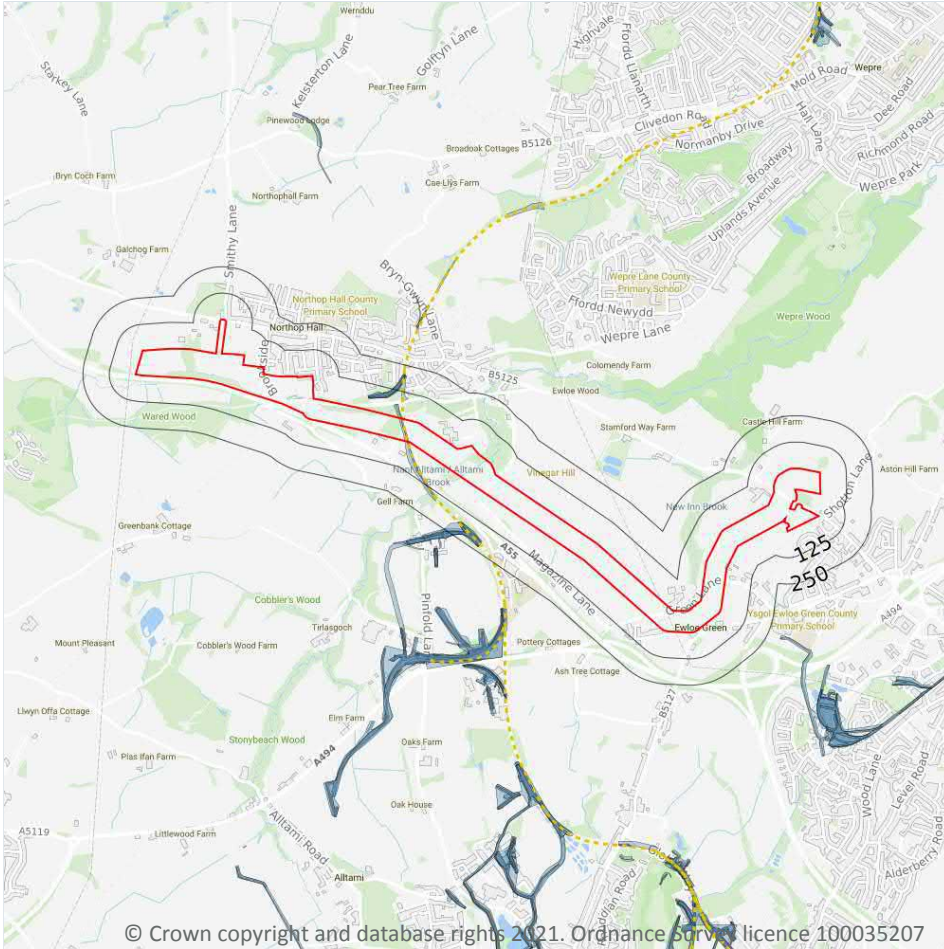 Wernddu
Highvale
Ffordd Llanarth
Golftyn Lane
Kelsterton Lane
Starkey Lane
Pear Tree Farm
Wepre
Mold Road
Dee Road
Pinewood Lodge
Clivedon Road
Hall Lane
Normanby Drive
Richmond Road
B5126
Broadoak Cottages
Broadway
Bryn Coch Farm
Cae-Llys Farm
Wepre Park
Northophall Farm
Uplands Avenue
Smithy Lane
Galchog Farm
Bryn-Gwyn Lane
Wepre Lane County
Primary School
Northop Hall County
Primary School
Ffordd Newydd
Wepre Wood
Northop Hall
Wepre Lane
Brookside
Colomendy Farm
B5125
Ewloe Wood
Wared Wood
Castle Hill Farm
Stamford Way Farm
Nant Alltami / Alltami
Brook
Vinegar Hill
Aston Hill Farm
Shotton Lane
Gell Farm
New Inn Brook
Greenbank Cottage
A55
Magazine Lane
125
250
Green Lane
Cobbler's Wood
Pinfold Lane
Ewloe Green
Ysgol Ewloe Green County
Primary School
A494
Tirlasgoch
Mount Pleasant
Cobbler's Wood Farm
Pottery Cottages
Ash Tree Cottage
B5127
Llwyn Offa Cottage
Elm Farm
Stonybeach Wood
A494
Oaks Farm
Plas Ifan Farm
Wood Lane
Level Road
Oak House
A5119
Littlewood Farm
Alltami Road
Alderberry Road
Alltami
© Crown copyright and database rights 2021. Ordnance Survey licence 100035207